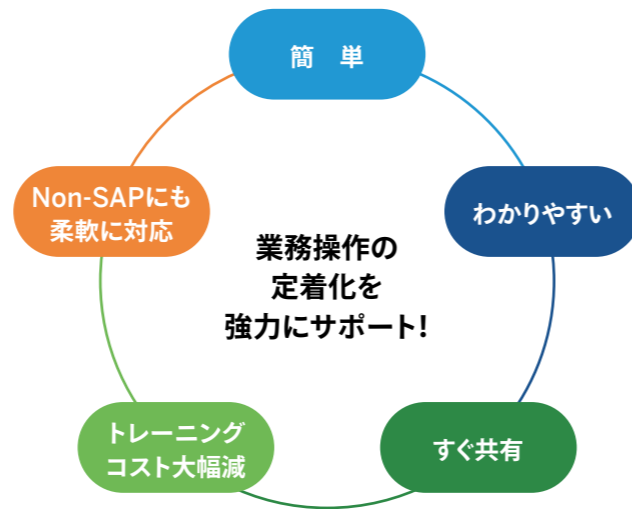 簡　単
わかりやすい
すぐ共有
トレーニング
コスト大幅減
Non-SAPにも
柔軟に対応
業務操作の
定着化を
強力にサポート!